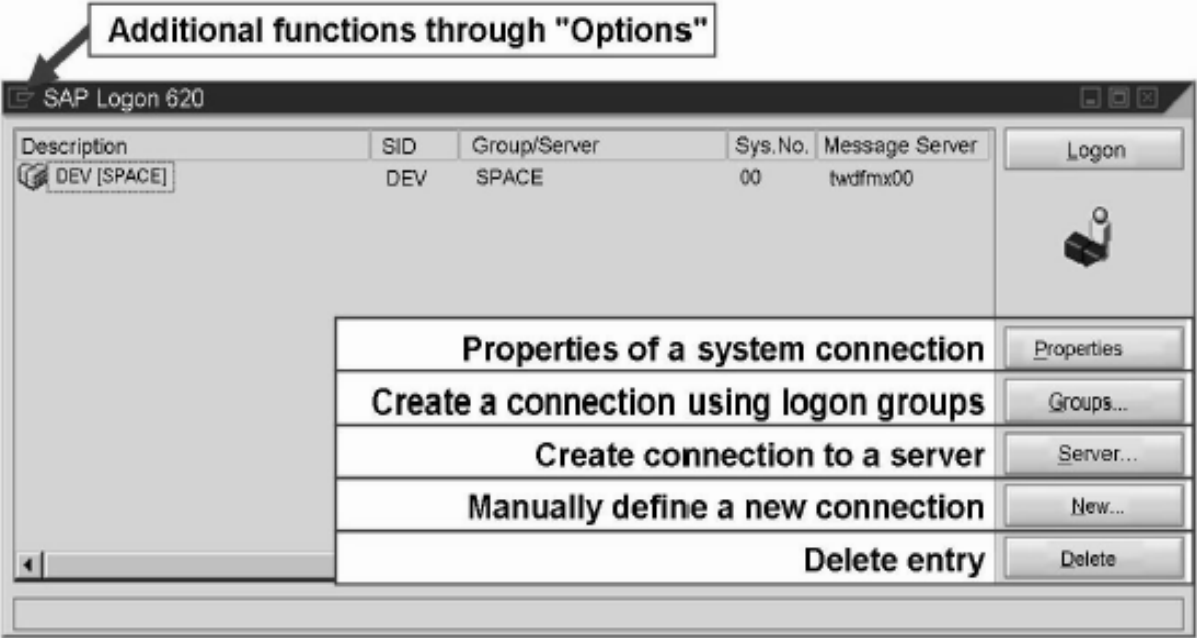 Additional functions through "Options"
SAP Logon 620
Description SID Group/Server Sys.No. Message Server Logon
DEV [SPACE] DEV SPACE 00 twdfmx00
Properties of a system connection Properties
Create a connection using logon groups Groups...
Create connection to a server Server...
Manually define a new connection New...
Delete entry Delete